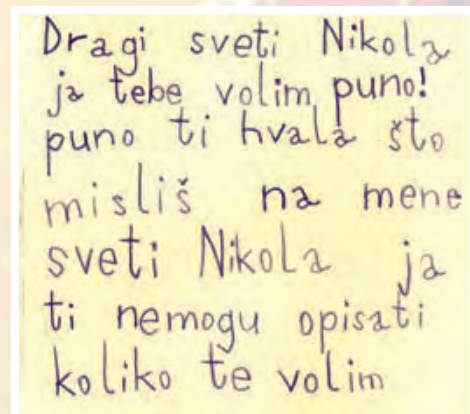 Dragi sveti Nikola
ja tebe volim puno!
puno ti hvala što
misliš na mene
sveti Nikola ja
ti nemogu opisati
koliko te volim